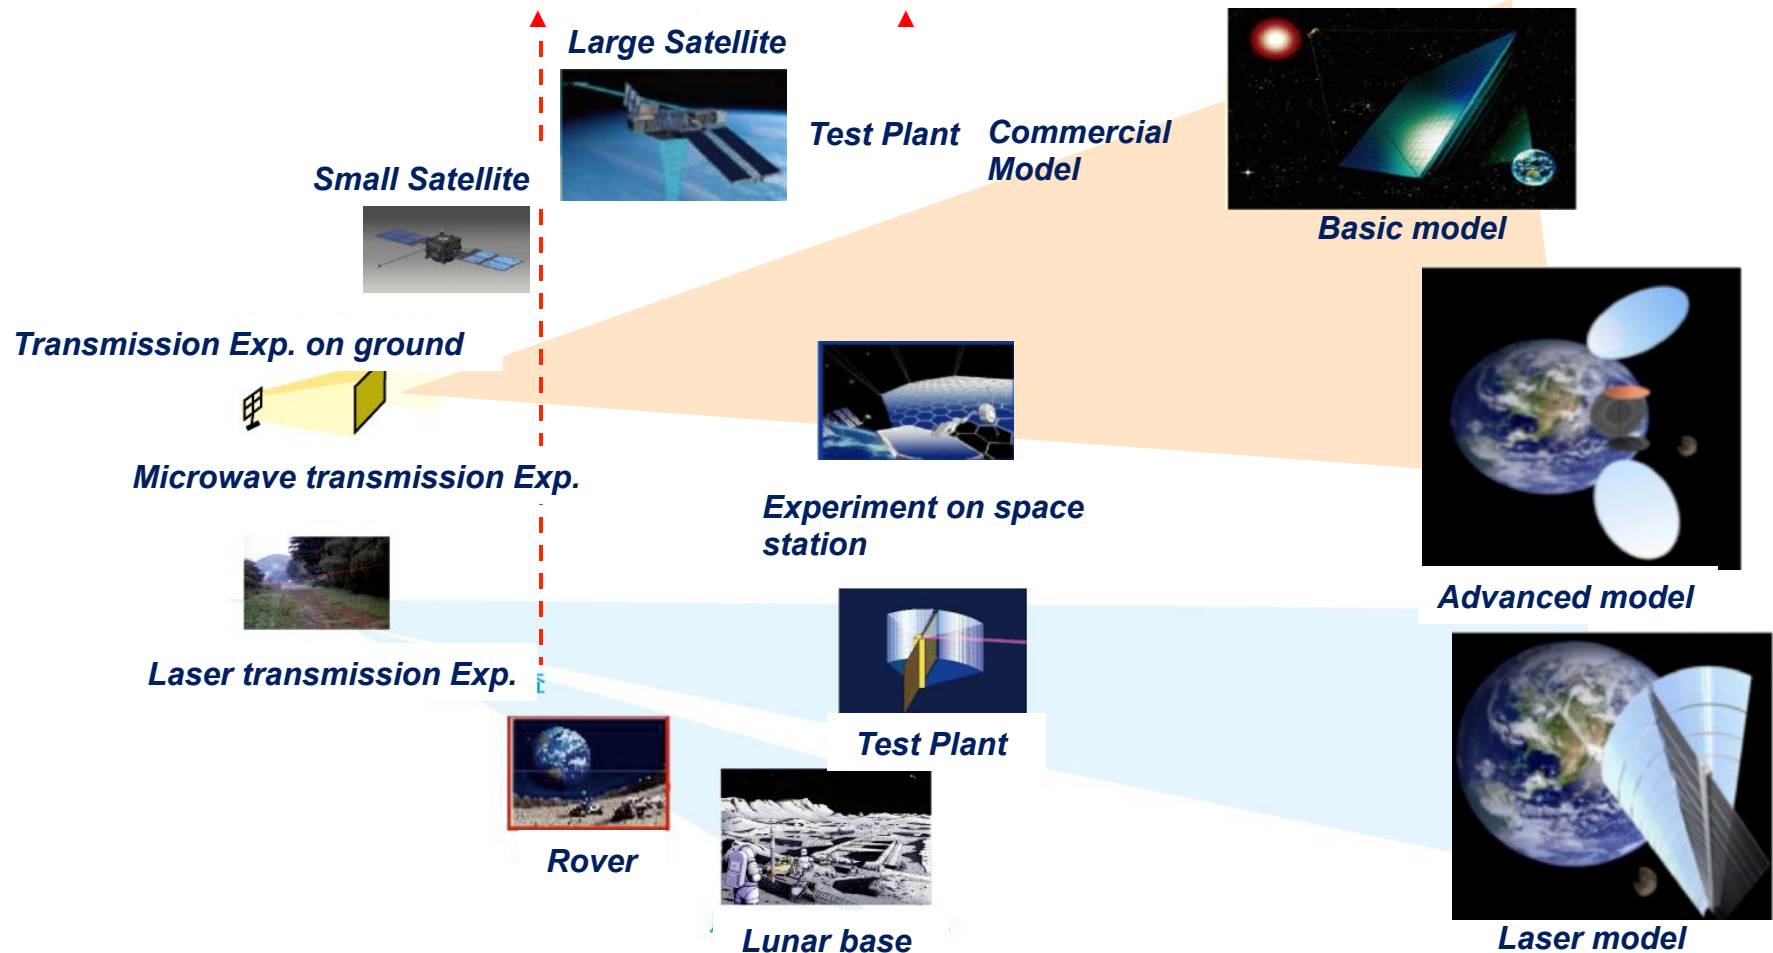 Large Satellite
Test Plant
Commercial
Model
Small Satellite
Basic model
Transmission Exp. on ground
Microwave transmission Exp.
Experiment on space
station
Advanced model
Laser transmission Exp.
Test Plant
Rover
Lunar base
Laser model